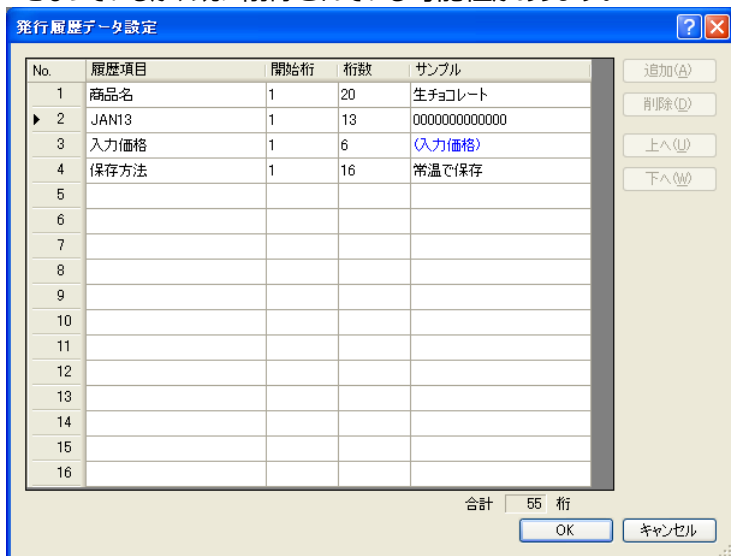 発行履歴データ設定
No. 履歴項目 開始桁 桁数 サンプル
1 商品名 1 20 生チョコレート
2 JAN13 1 13 0000000000000
3 入力価格 1 6 (入力価格)
4 保存方法 1 16 常温で保存
5
6
7
8
9
10
11
12
13
14
15
16
追加(A)
削除(D)
上へ(U)
下へ(W)
合計 55 桁
OK キャンセル